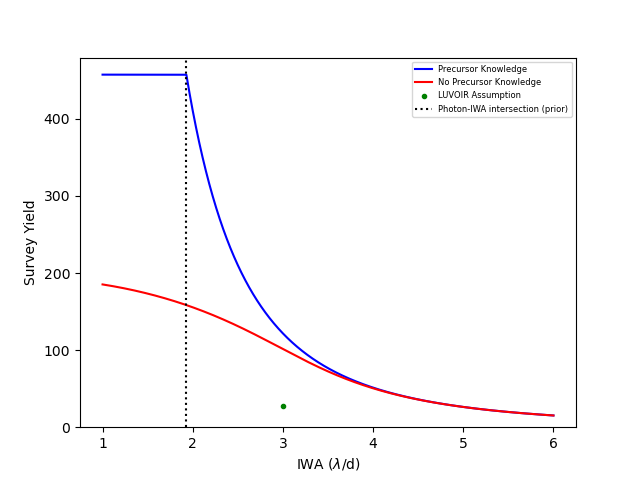 Precursor Knowledge
No Precursor Knowledge
LUVOIR Assumption
Photon-IWA intersection (prior)
Survey Yield
400
300
200
100
0
1 2 3 4 5 6
IWA (λ/d)